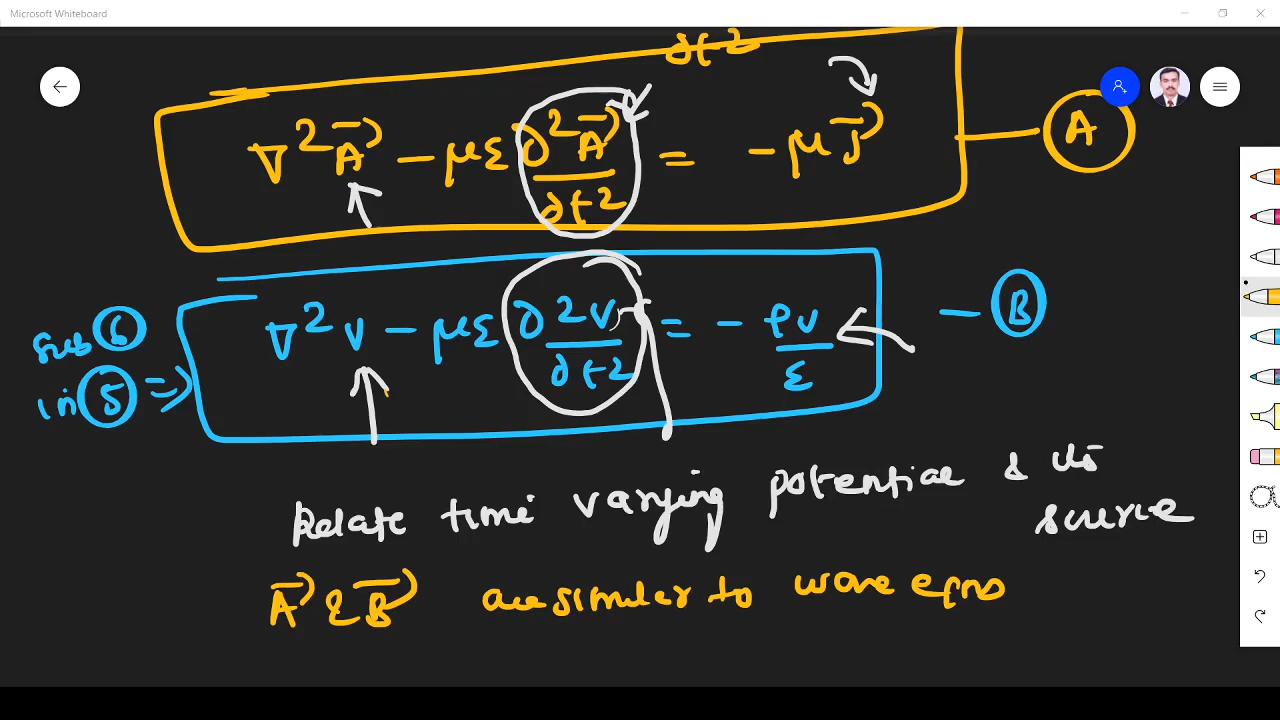 Microsoft Whiteboard
∂t2
∇²A⃗ − με ∂²A⃗/∂t2 = − μJ⃗ — A
sub 6 in 5 ⇒ ∇²v − με ∂2v/∂t2 = − ρv/ε — B
Relate time varying potential & its source
A⃗ & B⃗ are similar to wave eqns